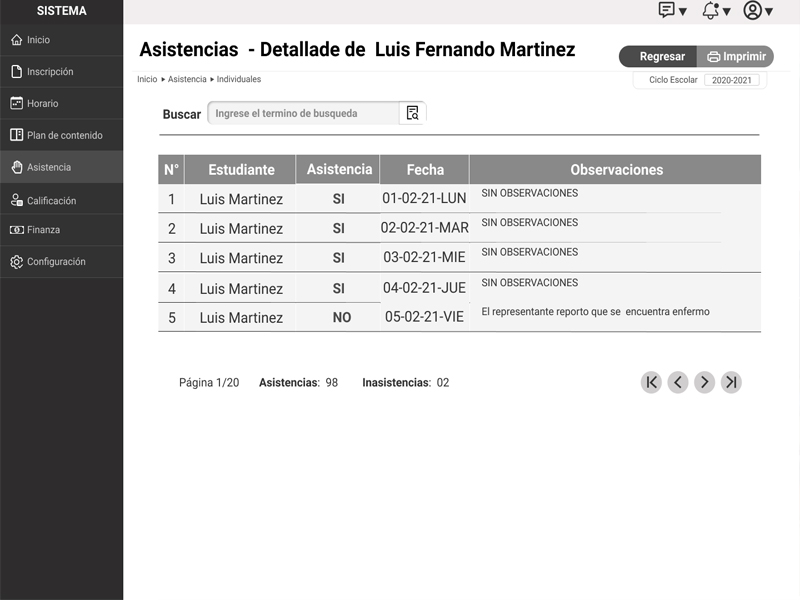 SISTEMA
Inicio
Inscripción
Horario
Plan de contenido
Asistencia
Calificación
Finanza
Configuración
Asistencias - Detallade de Luis Fernando Martinez
Regresar
Imprimir
Inicio Asistencia Individuales
Ciclo Escolar 2020-2021
Buscar Ingrese el termino de busqueda
N° Estudiante Asistencia Fecha Observaciones
1 Luis Martinez SI 01-02-21-LUN SIN OBSERVACIONES
2 Luis Martinez SI 02-02-21-MAR SIN OBSERVACIONES
3 Luis Martinez SI 03-02-21-MIE SIN OBSERVACIONES
4 Luis Martinez SI 04-02-21-JUE SIN OBSERVACIONES
5 Luis Martinez NO 05-02-21-VIE El representante reporto que se encuentra enfermo
Página 1/20 Asistencias: 98 Inasistencias: 02